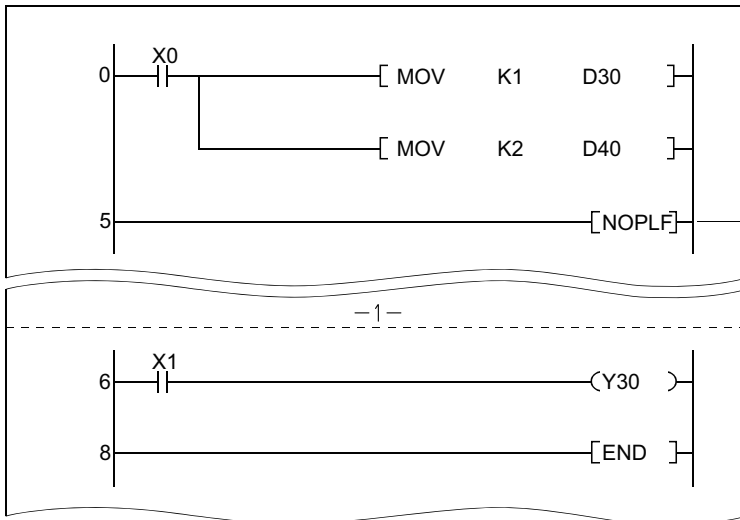 X0
0 MOV K1 D30
MOV K2 D40
5 NOPLF
-1-
X1
6 Y30
8 END